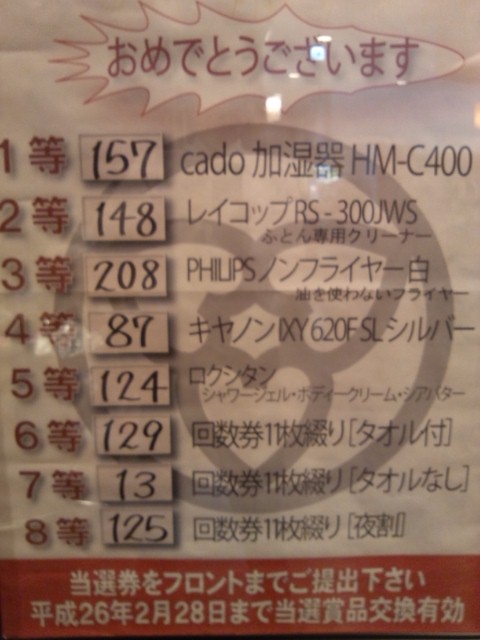 おめでとうございます
1等 157 cado 加湿器 HM-C400
2等 148 レイコップ RS-300JWS
ふとん専用クリーナー
3等 208 PHILIPS ノンフライヤー 白
油を使わないフライヤー
4等 87 キヤノン IXY 620F SL シルバー
5等 124 ロクシタン
シャワージェル・ボディークリーム・シアバター
6等 129 回数券11枚綴り[タオル付]
7等 13 回数券11枚綴り[タオルなし]
8等 125 回数券11枚綴り[夜割]
当選券をフロントまでご提出下さい
平成26年2月28日まで当選賞品交換有効